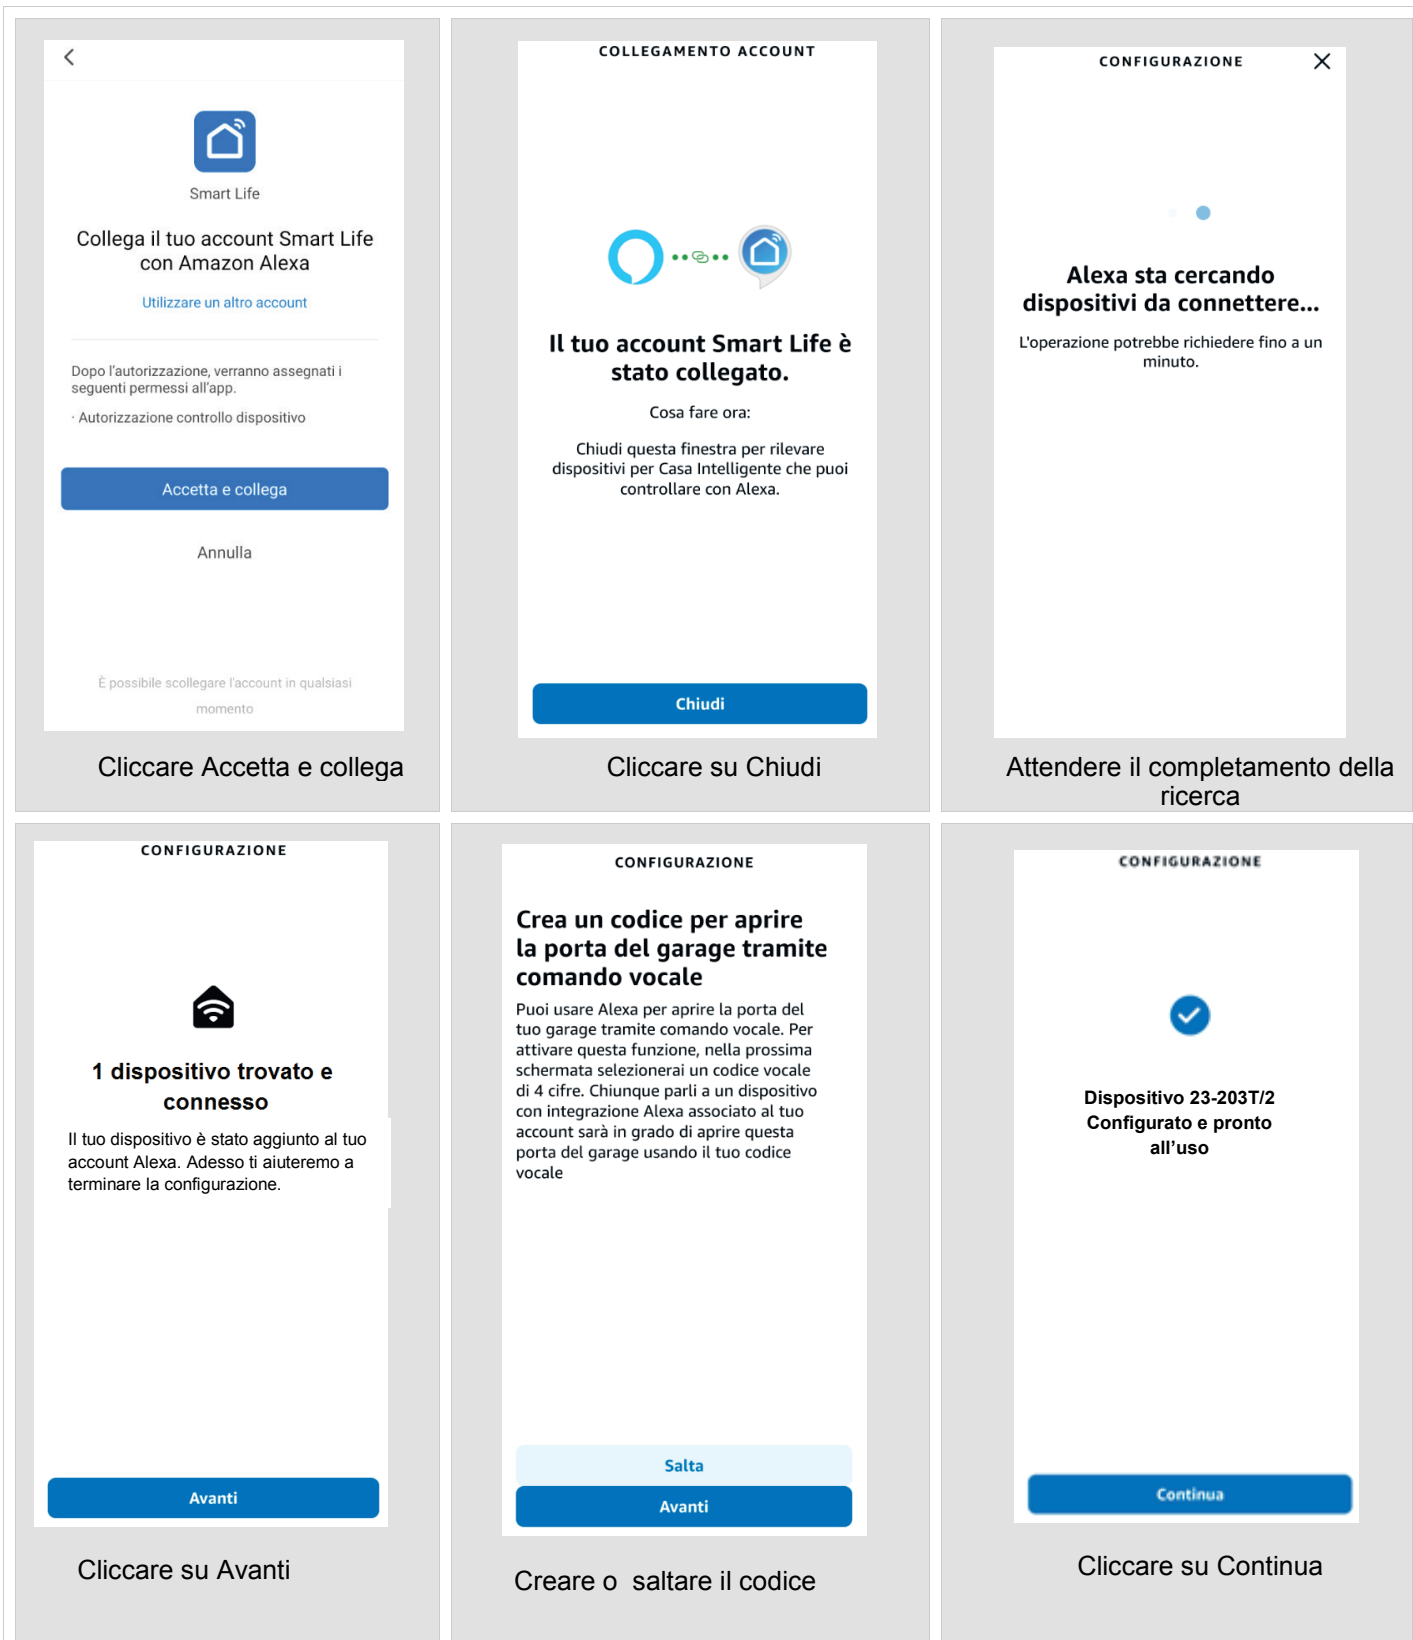 Smart Life
Collega il tuo account Smart Life
con Amazon Alexa
Utilizzare un altro account
Dopo l'autorizzazione, verranno assegnati i
seguenti permessi all'app.
· Autorizzazione controllo dispositivo
Accetta e collega
Annulla
È possibile scollegare l'account in qualsiasi
momento
Cliccare Accetta e collega
COLLEGAMENTO ACCOUNT
Il tuo account Smart Life è
stato collegato.
Cosa fare ora:
Chiudi questa finestra per rilevare
dispositivi per Casa Intelligente che puoi
controllare con Alexa.
Chiudi
Cliccare su Chiudi
CONFIGURAZIONE
Alexa sta cercando
dispositivi da connettere...
L'operazione potrebbe richiedere fino a un
minuto.
Attendere il completamento della
ricerca
CONFIGURAZIONE
1 dispositivo trovato e
connesso
Il tuo dispositivo è stato aggiunto al tuo
account Alexa. Adesso ti aiuteremo a
terminare la configurazione.
Avanti
Cliccare su Avanti
CONFIGURAZIONE
Crea un codice per aprire
la porta del garage tramite
comando vocale
Puoi usare Alexa per aprire la porta del
tuo garage tramite comando vocale. Per
attivare questa funzione, nella prossima
schermata selezionerai un codice vocale
di 4 cifre. Chiunque parli a un dispositivo
con integrazione Alexa associato al tuo
account sarà in grado di aprire questa
porta del garage usando il tuo codice
vocale
Salta
Avanti
Creare o  saltare il codice
CONFIGURAZIONE
Dispositivo 23-203T/2
Configurato e pronto
all’uso
Continua
Cliccare su Continua